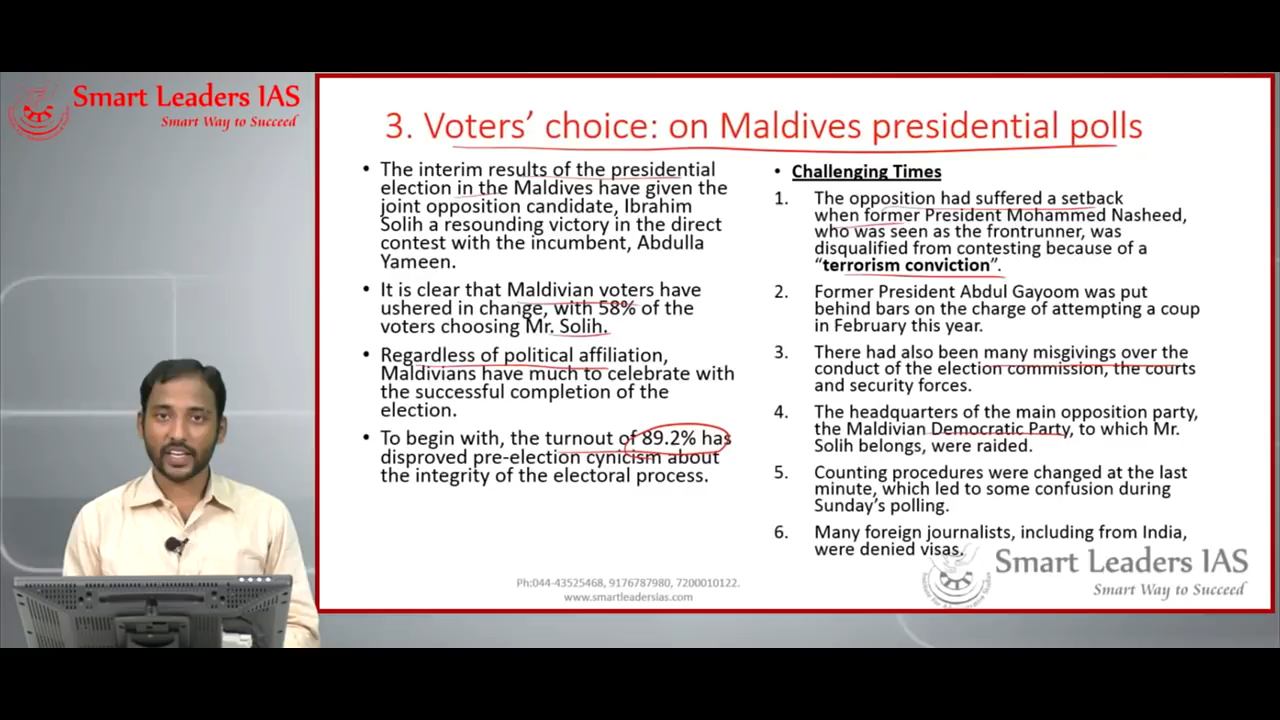 Smart Leaders IAS
Smart Way to Succeed
3. Voters' choice: on Maldives presidential polls
• The interim results of the presidential
election in the Maldives have given the
joint opposition candidate, Ibrahim
Solih a resounding victory in the direct
contest with the incumbent, Abdulla
Yameen.
• It is clear that Maldivian voters have
ushered in change, with 58% of the
voters choosing Mr. Solih.
• Regardless of political affiliation,
Maldivians have much to celebrate with
the successful completion of the
election.
• To begin with, the turnout of 89.2% has
disproved pre-election cynicism about
the integrity of the electoral process.
• Challenging Times
1. The opposition had suffered a setback
when former President Mohammed Nasheed,
who was seen as the frontrunner, was
disqualified from contesting because of a
“terrorism conviction”.
2. Former President Abdul Gayoom was put
behind bars on the charge of attempting a coup
in February this year.
3. There had also been many misgivings over the
conduct of the election commission, the courts
and security forces.
4. The headquarters of the main opposition party,
the Maldivian Democratic Party, to which Mr.
Solih belongs, were raided.
5. Counting procedures were changed at the last
minute, which led to some confusion during
Sunday's polling.
6. Many foreign journalists, including from India,
were denied visas.
Ph:044-43525468, 9176787980, 7200010122.
www.smartleadersias.com
Smart Leaders IAS
Smart Way to Succeed